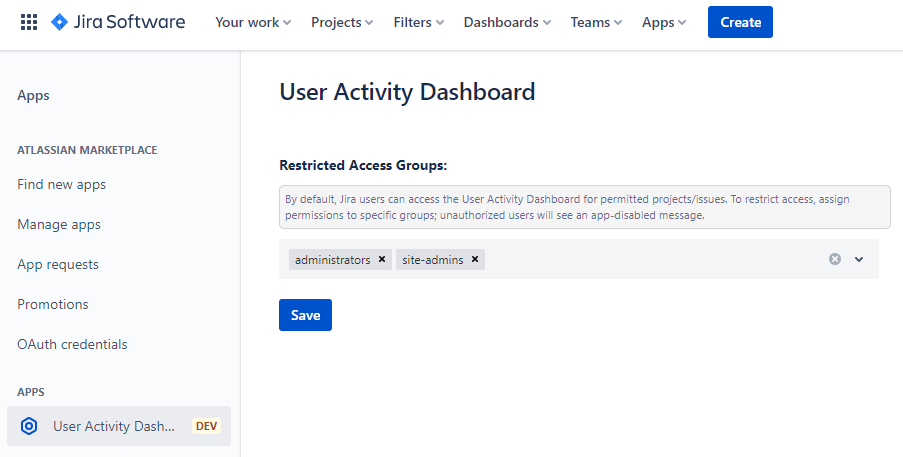 Jira Software Your work Projects Filters Dashboards Teams Apps Create
Apps
ATLASSIAN MARKETPLACE
Find new apps
Manage apps
App requests
Promotions
OAuth credentials
APPS
User Activity Dash... DEV
User Activity Dashboard
Restricted Access Groups:
By default, Jira users can access the User Activity Dashboard for permitted projects/issues. To restrict access, assign
permissions to specific groups; unauthorized users will see an app-disabled message.
administrators × site-admins ×
Save